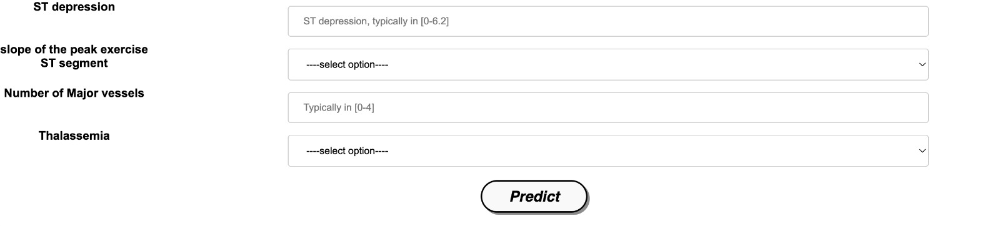 ST depression
ST depression, typically in [0-6.2]
slope of the peak exercise
ST segment
----select option----
Number of Major vessels
Typically in [0-4]
Thalassemia
----select option----
Predict